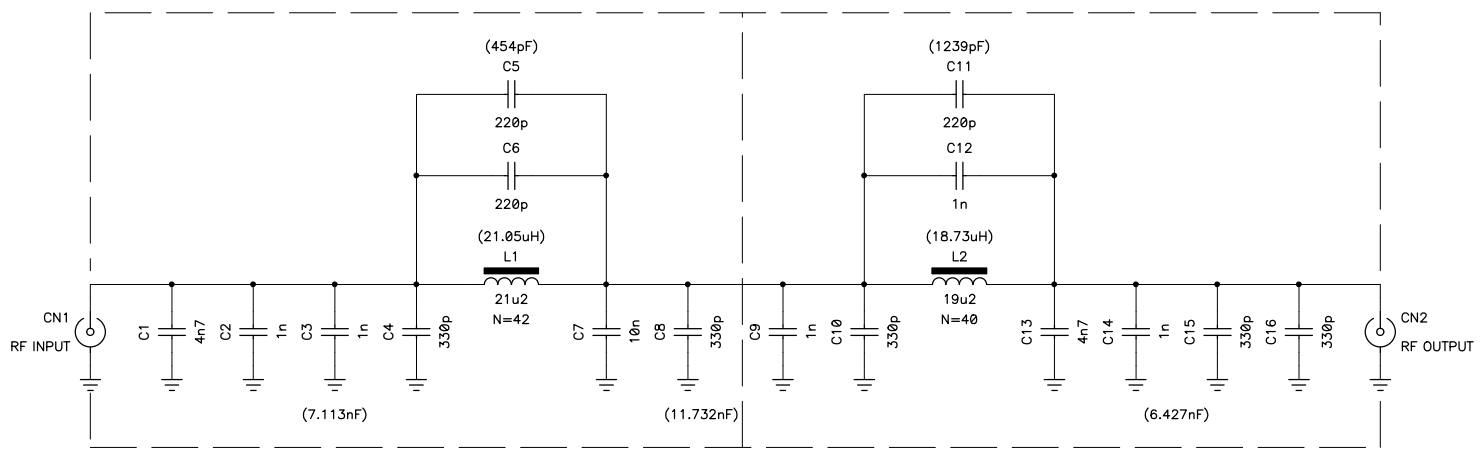 (454pF)
C5
220p
C6
220p
(21.05uH)
L1
21u2
N=42
(1239pF)
C11
220p
C12
1n
(18.73uH)
L2
19u2
N=40
CN1
RF INPUT
C1
4n7
C2
1n
C3
1n
C4
330p
C7
10n
C8
330p
C9
1n
C10
330p
C13
4n7
C14
1n
C15
330p
C16
330p
CN2
RF OUTPUT
(7.113nF)
(11.732nF)
(6.427nF)